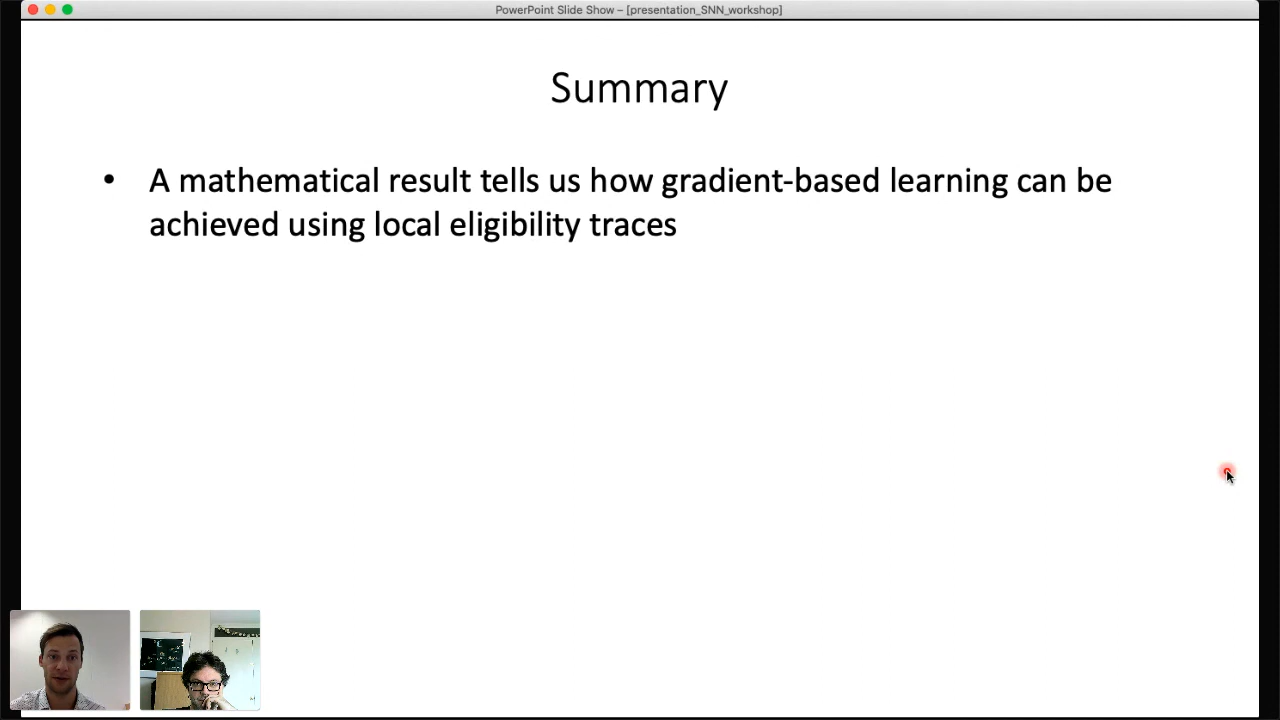 PowerPoint Slide Show – [presentation_SNN_workshop]
Summary
• A mathematical result tells us how gradient-based learning can be
achieved using local eligibility traces